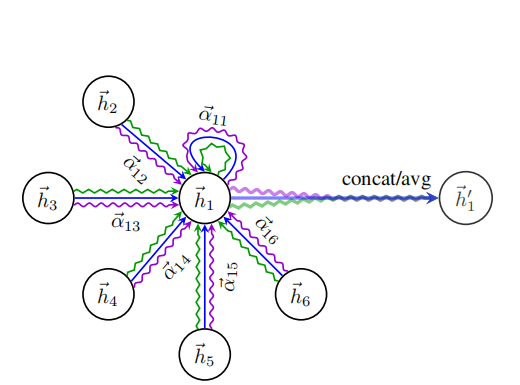 h⃗₂
α⃗₁₁
α⃗₁₂
concat/avg
h⃗₃
h⃗₁
h⃗′₁
α⃗₁₃
α⃗₁₆
α⃗₁₄
α⃗₁₅
h⃗₄
h⃗₆
h⃗₅